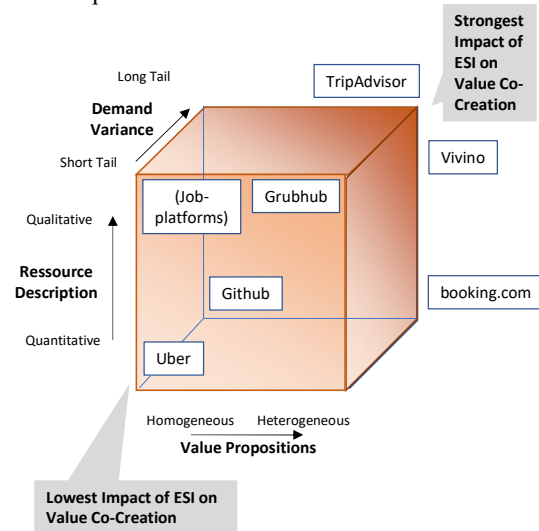 Strongest
Impact of
ESI on
Value Co-
Creation
Long Tail
TripAdvisor
Demand
Variance
Short Tail
Vivino
(Job-
platforms)
Grubhub
Qualitative
Ressource
Description
Github
booking.com
Quantitative
Uber
Homogeneous Heterogeneous
Value Propositions
Lowest Impact of ESI on
Value Co-Creation